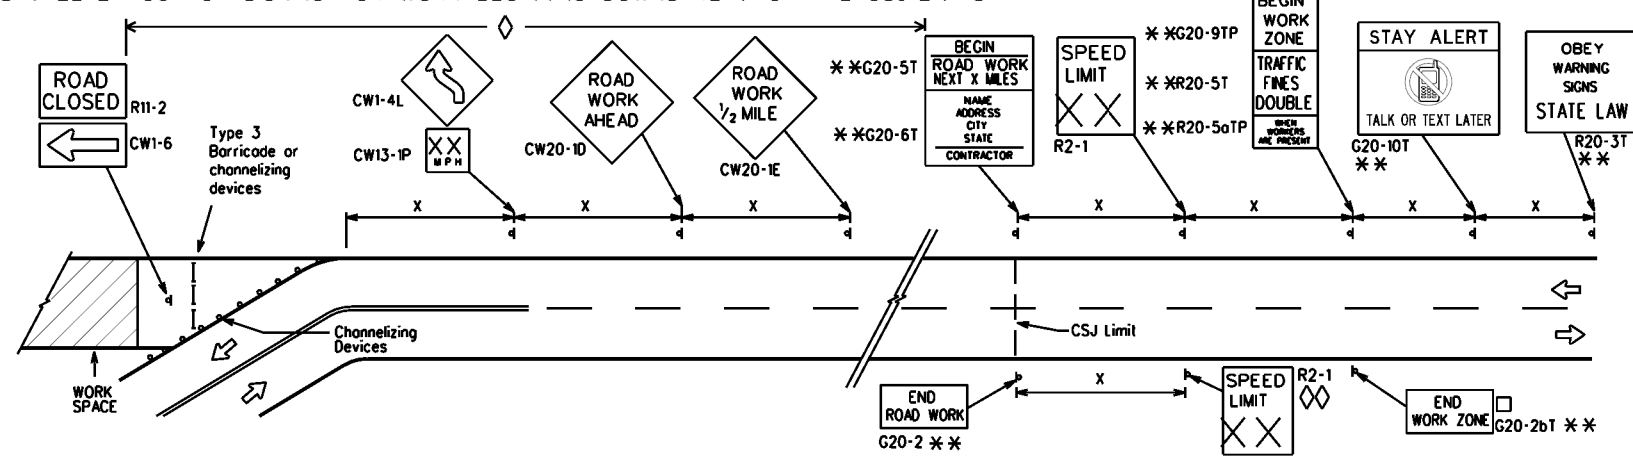 ROAD
CLOSED
R11-2
CW1-6
Type 3
Barricade or
channelizing
devices
CW1-4L
XX
MPH
CW13-1P
ROAD
WORK
AHEAD
CW20-1D
ROAD
WORK
1/2 MILE
CW20-1E
* *G20-5T
* *G20-6T
BEGIN
ROAD WORK
NEXT X MILES
NAME
ADDRESS
CITY
STATE
CONTRACTOR
SPEED
LIMIT
X X
R2-1
* *G20-9TP
* *R20-5T
* *R20-5aTP
BEGIN
WORK
ZONE
TRAFFIC
FINES
DOUBLE
WHEN
WORKERS
ARE PRESENT
STAY ALERT
TALK OR TEXT LATER
G20-10T
* *
OBEY
WARNING
SIGNS
STATE LAW
R20-3T
* *
X
X
X
X
X
X
X
Channelizing
Devices
WORK
SPACE
CSJ Limit
END
ROAD WORK
G20-2 * *
X
SPEED
LIMIT
X X
R2-1
END
WORK ZONE
G20-2bT * *